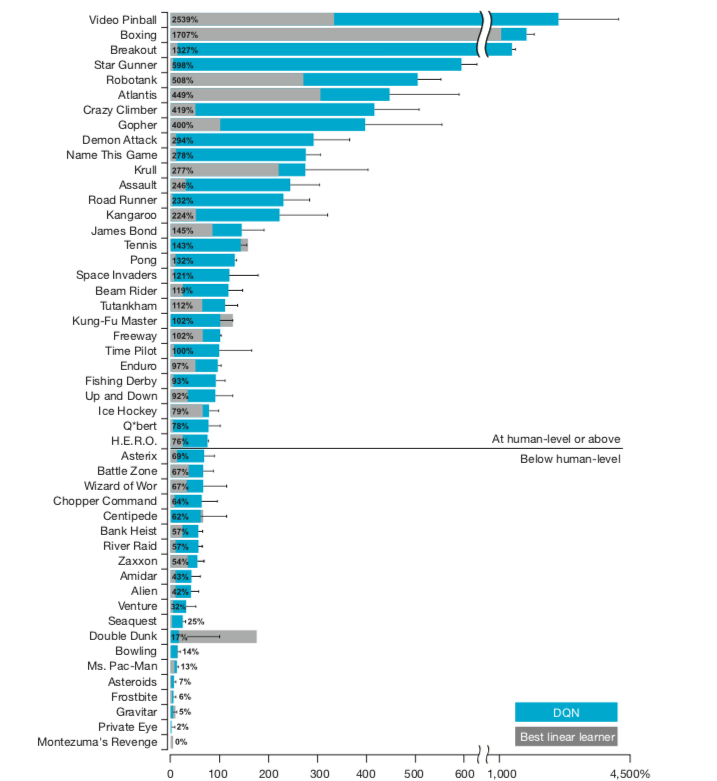 Video Pinball 2539%
Boxing 1707%
Breakout 1327%
Star Gunner 598%
Robotank 508%
Atlantis 449%
Crazy Climber 419%
Gopher 400%
Demon Attack 294%
Name This Game 278%
Krull 277%
Assault 246%
Road Runner 232%
Kangaroo 224%
James Bond 145%
Tennis 143%
Pong 132%
Space Invaders 121%
Beam Rider 119%
Tutankham 112%
Kung-Fu Master 102%
Freeway 102%
Time Pilot 100%
Enduro 97%
Fishing Derby 93%
Up and Down 92%
Ice Hockey 79%
Q*bert 78%
H.E.R.O. 76%
At human-level or above
Asterix 69%
Below human-level
Battle Zone 67%
Wizard of Wor 67%
Chopper Command 64%
Centipede 62%
Bank Heist 57%
River Raid 57%
Zaxxon 54%
Amidar 43%
Alien 42%
Venture 32%
Seaquest 25%
Double Dunk 17%
Bowling 14%
Ms. Pac-Man 13%
Asteroids 7%
Frostbite 6%
Gravitar 5%
Private Eye 2%
Montezuma's Revenge 0%
DQN
Best linear learner
0 100 200 300 400 500 600 1,000 4,500%